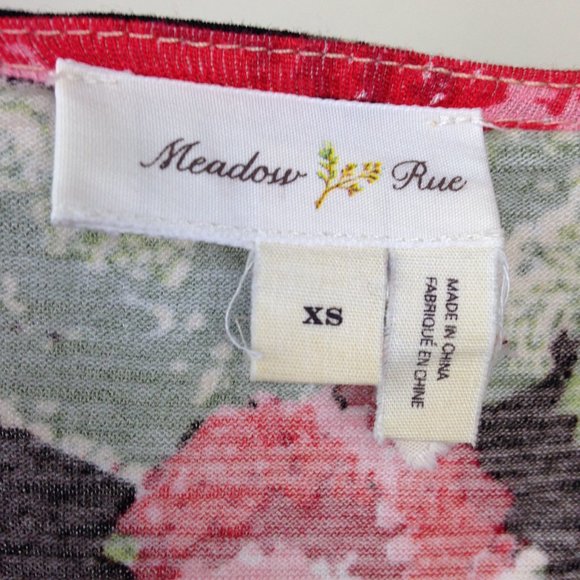 Meadow Rue
XS
MADE IN CHINA
FABRIQUÉ EN CHINE